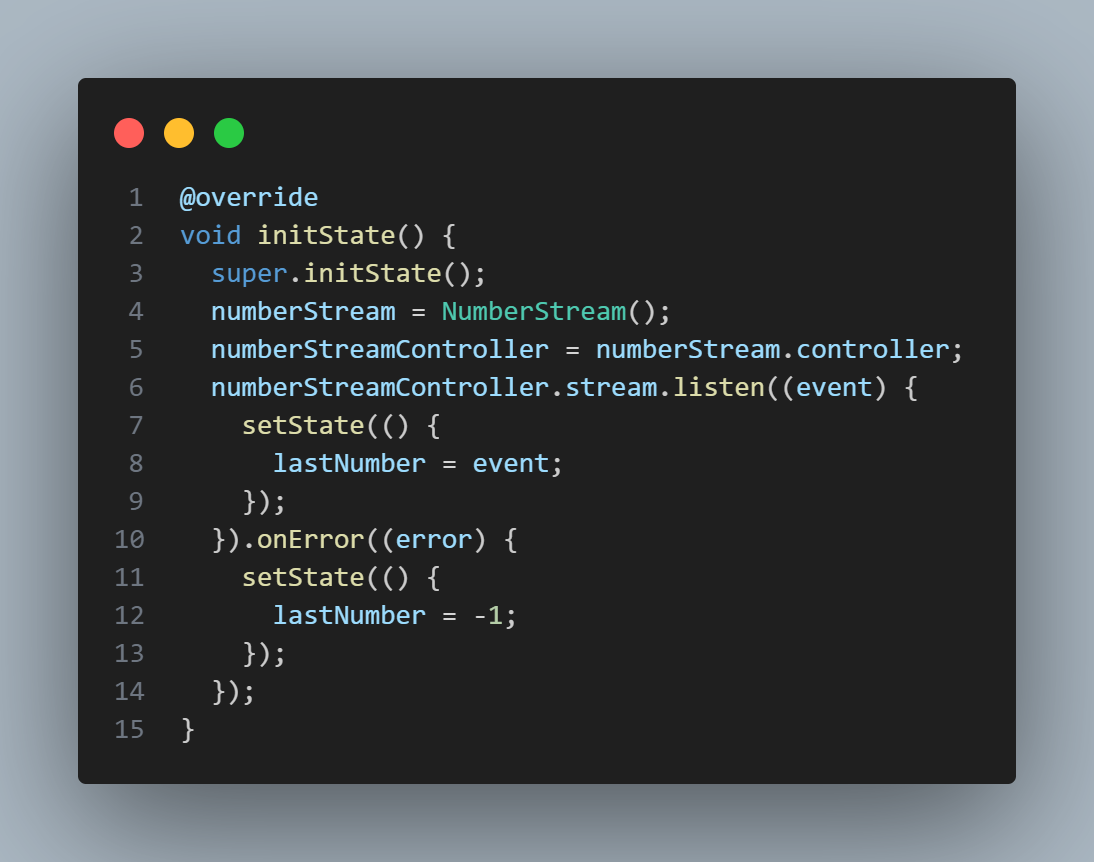 1 @override
2 void initState() {
3   super.initState();
4   numberStream = NumberStream();
5   numberStreamController = numberStream.controller;
6   numberStreamController.stream.listen((event) {
7     setState(() {
8       lastNumber = event;
9     });
10   }).onError((error) {
11     setState(() {
12       lastNumber = -1;
13     });
14   });
15 }